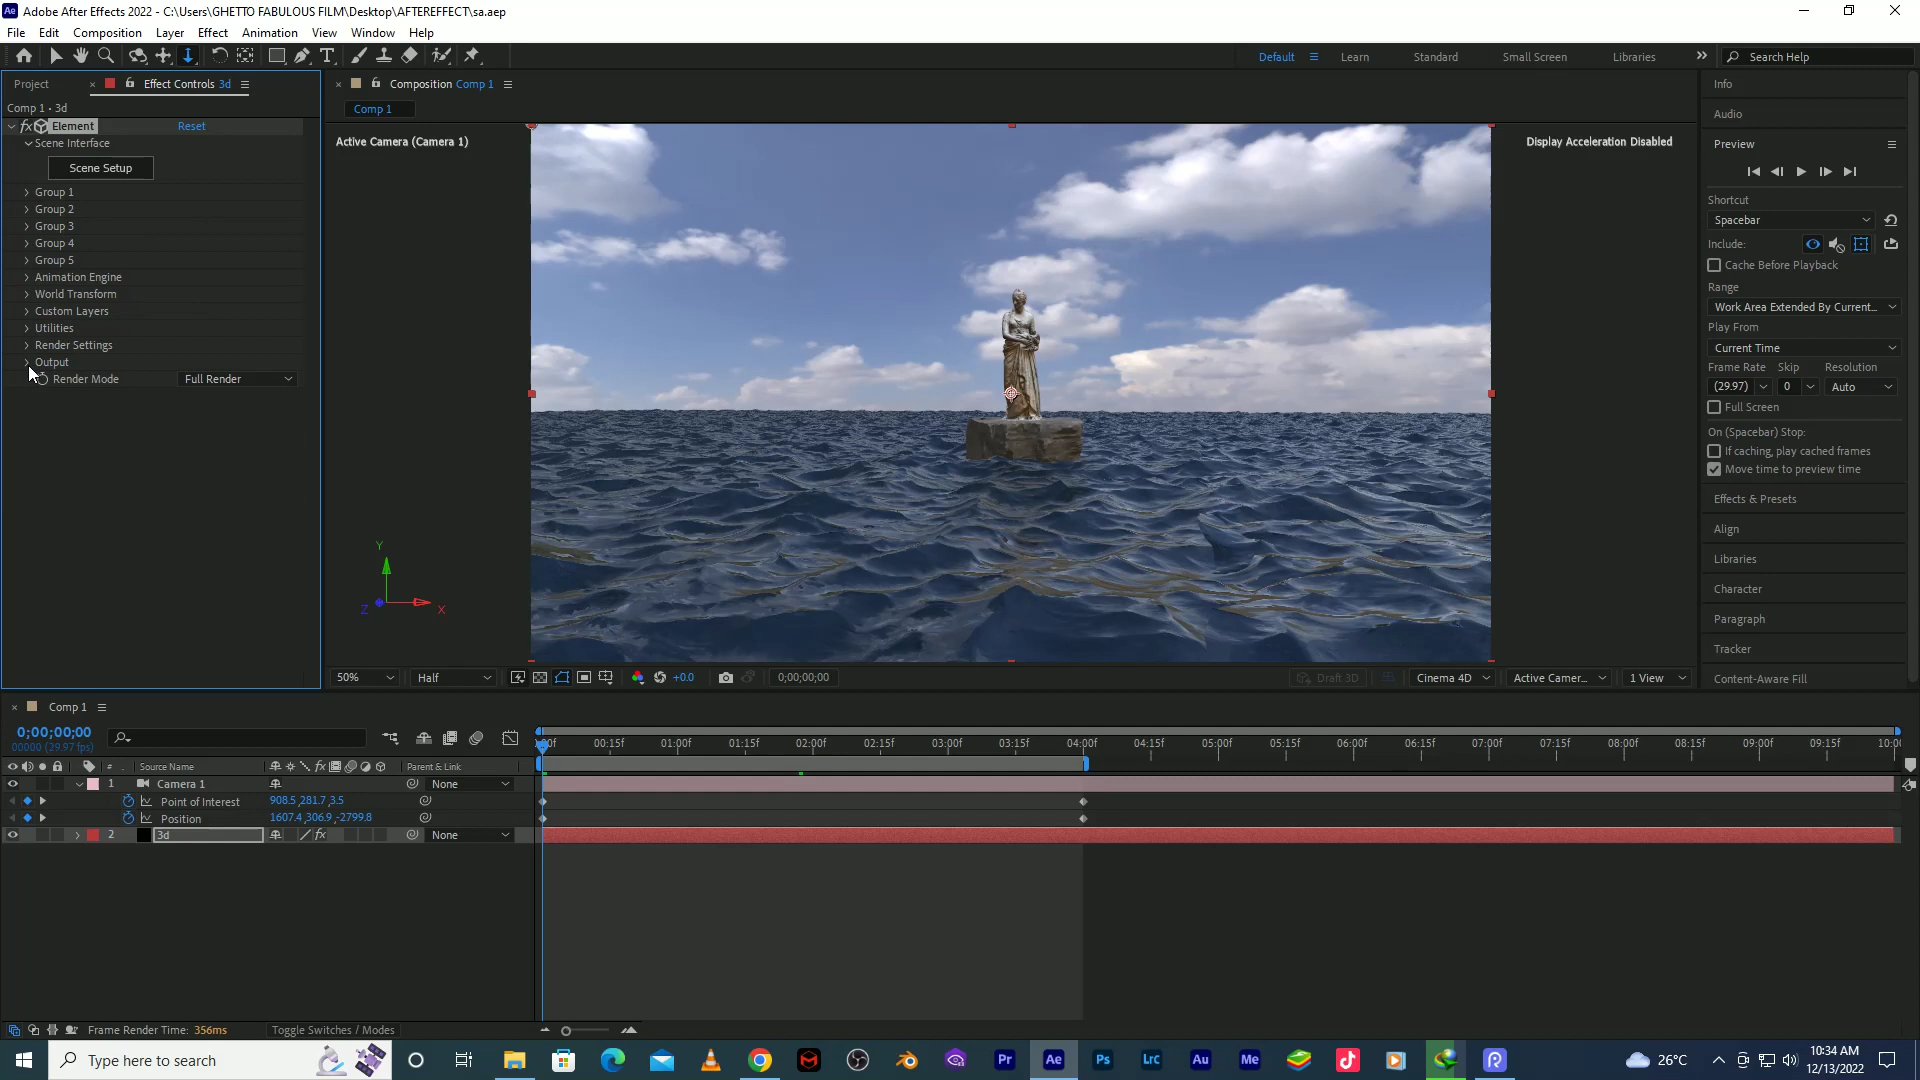 Adobe After Effects 2022 - C:\Users\GHETTO FABULOUS FILM\Desktop\AFTEREFFECT\sa.aep
File Edit Composition Layer Effect Animation View Window Help
Default Learn Standard Small Screen Libraries Search Help
Project Effect Controls 3d
Composition Comp 1
Comp 1 • 3d
Comp 1
Element Reset
Scene Interface
Scene Setup
Group 1
Group 2
Group 3
Group 4
Group 5
Animation Engine
World Transform
Custom Layers
Utilities
Render Settings
Output
Render Mode Full Render
Active Camera (Camera 1)
Display Acceleration Disabled
Y
Z X
50% Half +0.0 0;00;00;00 Draft 3D Cinema 4D Active Camer... 1 View
Info
Audio
Preview
Shortcut
Spacebar
Include:
Cache Before Playback
Range
Work Area Extended By Current...
Play From
Current Time
Frame Rate Skip Resolution
(29.97) 0 Auto
Full Screen
On (Spacebar) Stop:
If caching, play cached frames
Move time to preview time
Effects & Presets
Align
Libraries
Character
Paragraph
Tracker
Content-Aware Fill
Comp 1
0;00;00;00
00000 (29.97 fps)
00:15f 01:00f 01:15f 02:00f 02:15f 03:00f 03:15f 04:00f 04:15f 05:00f 05:15f 06:00f 06:15f 07:00f 07:15f 08:00f 08:15f 09:00f 09:15f
# Source Name Parent & Link
1 Camera 1 None
Point of Interest 908.5,281.7,3.5
Position 1607.4,306.9,-2799.8
2 3d None
Frame Render Time: 356ms Toggle Switches / Modes
Type here to search
Pr Ae Ps Lrc Au Me
26°C
10:34 AM
12/13/2022